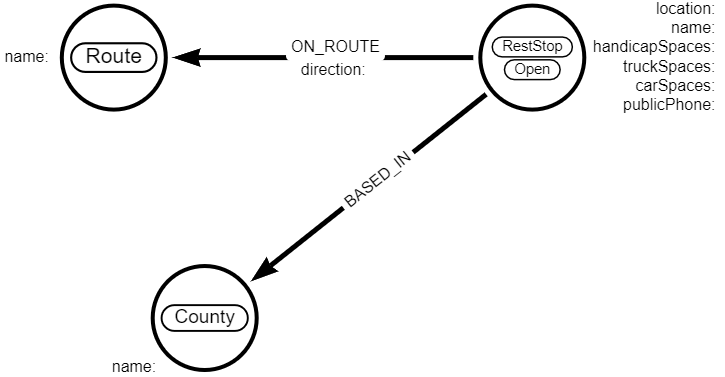 name:
Route
ON_ROUTE
direction:
RestStop
Open
location:
name:
handicapSpaces:
truckSpaces:
carSpaces:
publicPhone:
BASED_IN
County
name: